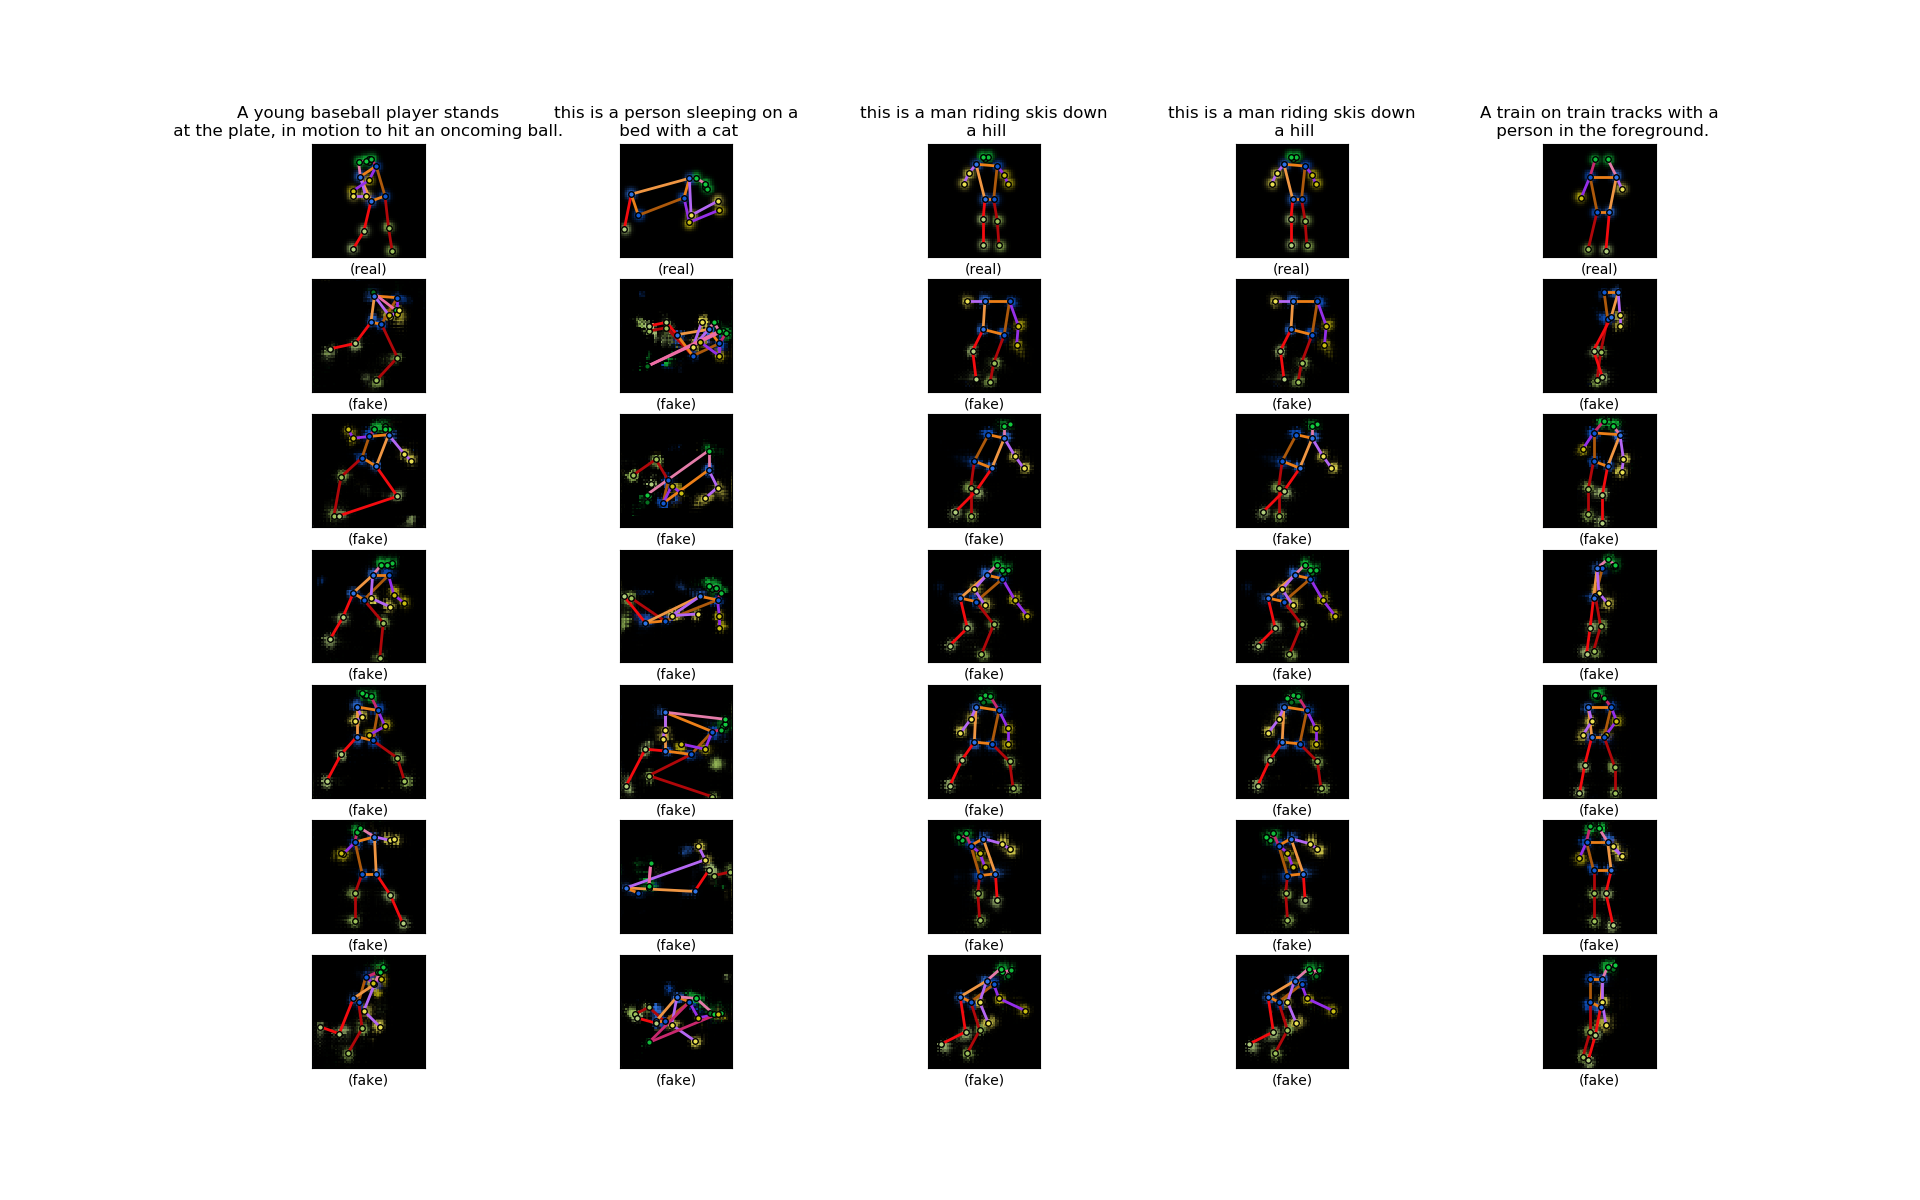 A young baseball player stands
at the plate, in motion to hit an oncoming ball.
this is a person sleeping on a
bed with a cat
this is a man riding skis down
a hill
this is a man riding skis down
a hill
A train on train tracks with a
person in the foreground.
(real) (real) (real) (real) (real)
(fake) (fake) (fake) (fake) (fake)
(fake) (fake) (fake) (fake) (fake)
(fake) (fake) (fake) (fake) (fake)
(fake) (fake) (fake) (fake) (fake)
(fake) (fake) (fake) (fake) (fake)
(fake) (fake) (fake) (fake) (fake)